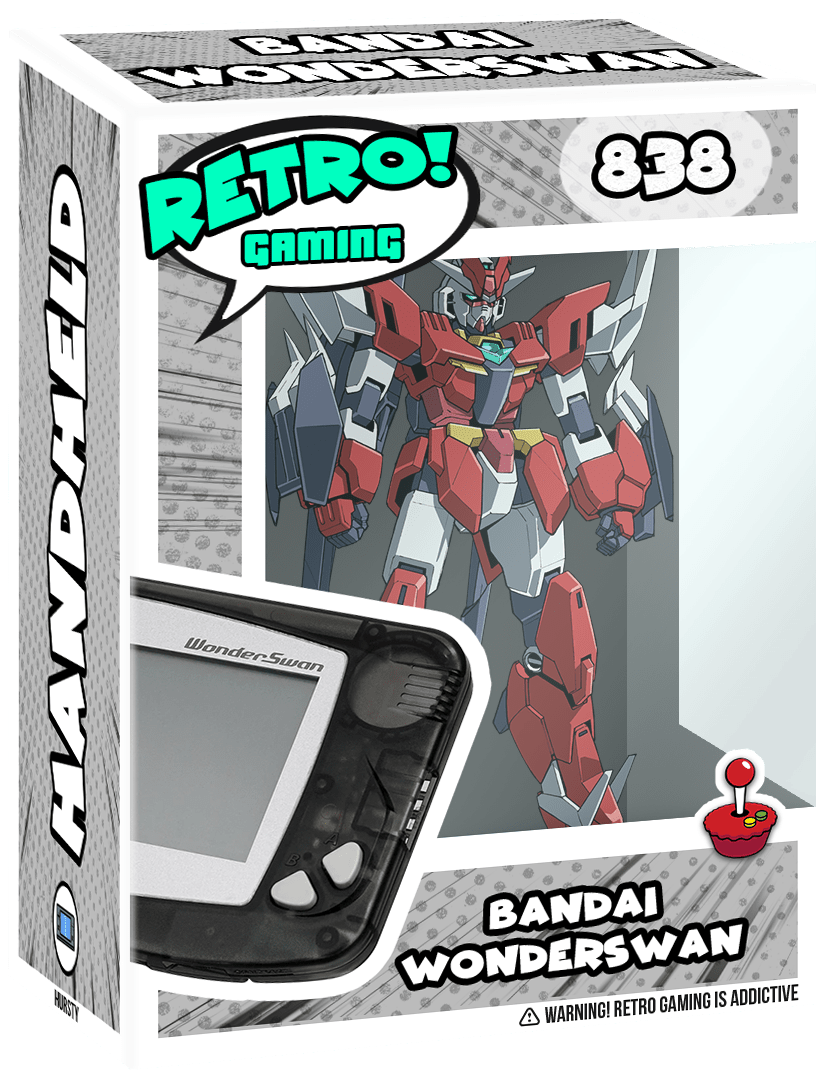 BANDAI
WONDERSWAN
RETRO!
GAMING
838
HANDHELD
WonderSwan
A
B
BANDAI
WONDERSWAN
WARNING! RETRO GAMING IS ADDICTIVE
HURSTY